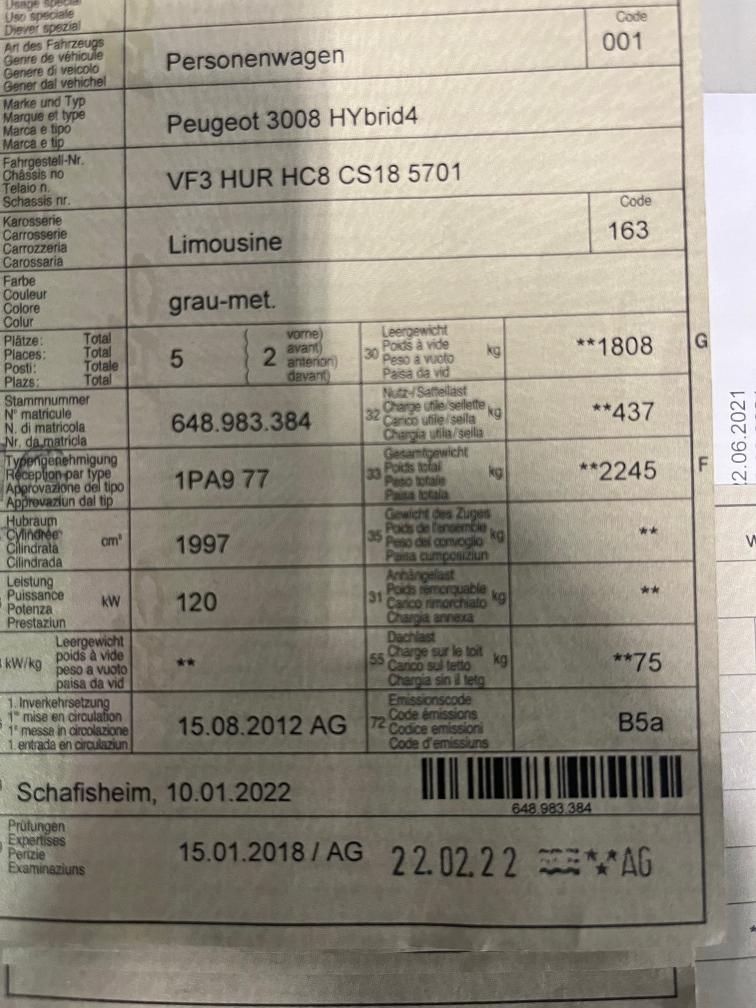 Usage spécial
Uso speciale
Diever spezial
Art des Fahrzeugs
Genre de véhicule
Genere di veicolo
Gener dal vehichel
Personenwagen
Code
001
Marke und Typ
Marque et type
Marca e tipo
Marca e tip
Peugeot 3008 HYbrid4
Fahrgestell-Nr.
Châssis no
Telaio n.
Schassis nr.
VF3 HUR HC8 CS18 5701
Karosserie
Carrosserie
Carrozzeria
Carossaria
Limousine
Code
163
Farbe
Couleur
Colore
Colur
grau-met.
Plätze: Total
Places: Total
Posti: Totale
Plazs: Total
5
2
vorne)
avant)
anteriori)
davant)
30
Leergewicht
Poids à vide
Peso a vuoto
Paisa da vid
kg
**1808
G
Stammnummer
N° matricule
N. di matricola
Nr. da matricla
648.983.384
32
Nutz-/Sattellast
Charge utile/sellette
Carico utile/sella
Chargia utila/sella
kg
**437
Typengenehmigung
Réception par type
Approvazione del tipo
Approvaziun dal tip
1PA9 77
33
Gesamtgewicht
Poids total
Peso totale
Paisa totala
kg
**2245
F
Hubraum
Cylindrée
Cilindrata
Cilindrada
cm³
1997
35
Gewicht des Zuges
Poids de l'ensemble
Peso del convoglio
Paisa cumposiziun
kg
**
Leistung
Puissance
Potenza
Prestaziun
kW
120
31
Anhängelast
Poids remorquable
Carico rimorchiato
Chargia annexa
kg
**
kW/kg
Leergewicht
poids à vide
peso a vuoto
paisa da vid
**
55
Dachlast
Charge sur le toit
Carico sul tetto
Chargia sin il tetg
kg
**75
1. Inverkehrsetzung
1re mise en circulation
1a messa in circolazione
1. entrada en circulaziun
15.08.2012 AG
72
Emissionscode
Code émissions
Codice emissioni
Code d'emissiuns
B5a
Schafisheim, 10.01.2022
648.983.384
Prüfungen
Expertises
Perizie
Examinaziuns
15.01.2018 / AG
22.02.22
AG
2.06.2021